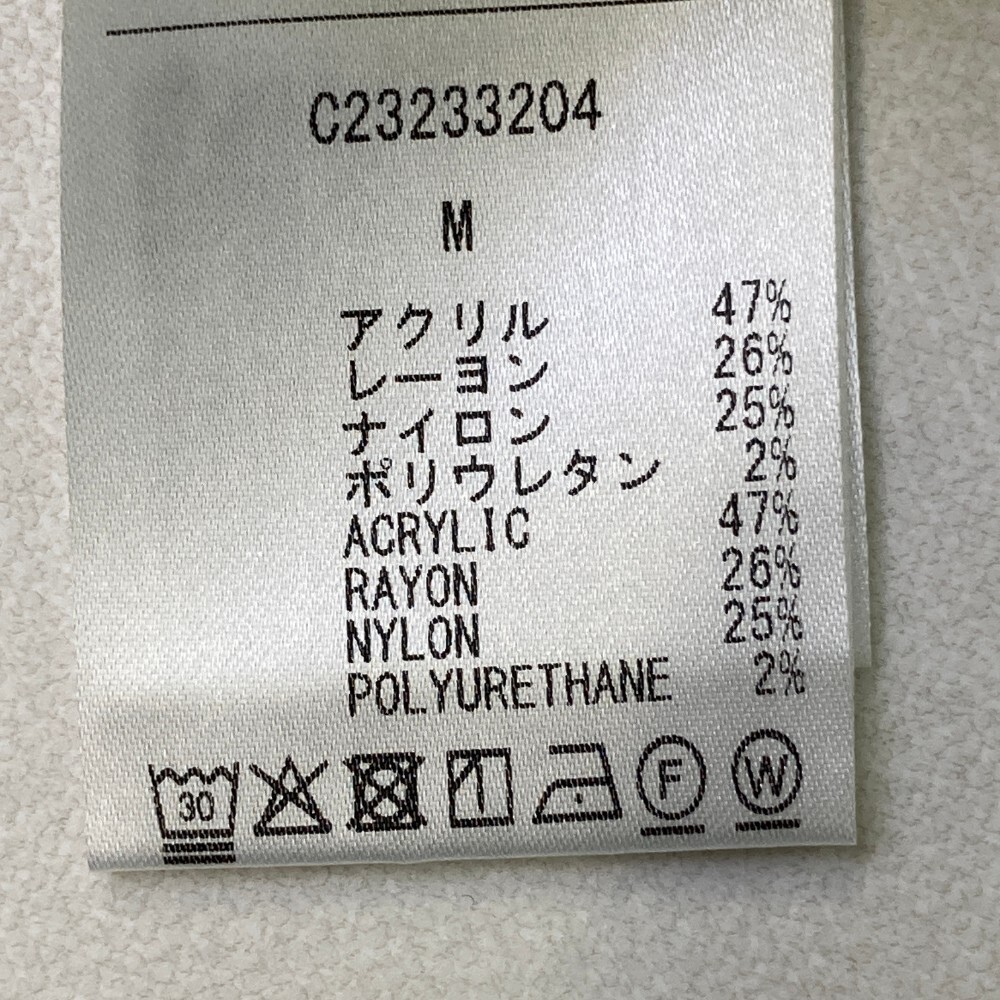 C23233204
M
アクリル 47%
レーヨン 26%
ナイロン 25%
ポリウレタン 2%
ACRYLIC 47%
RAYON 26%
NYLON 25%
POLYURETHANE 2%
30 F W